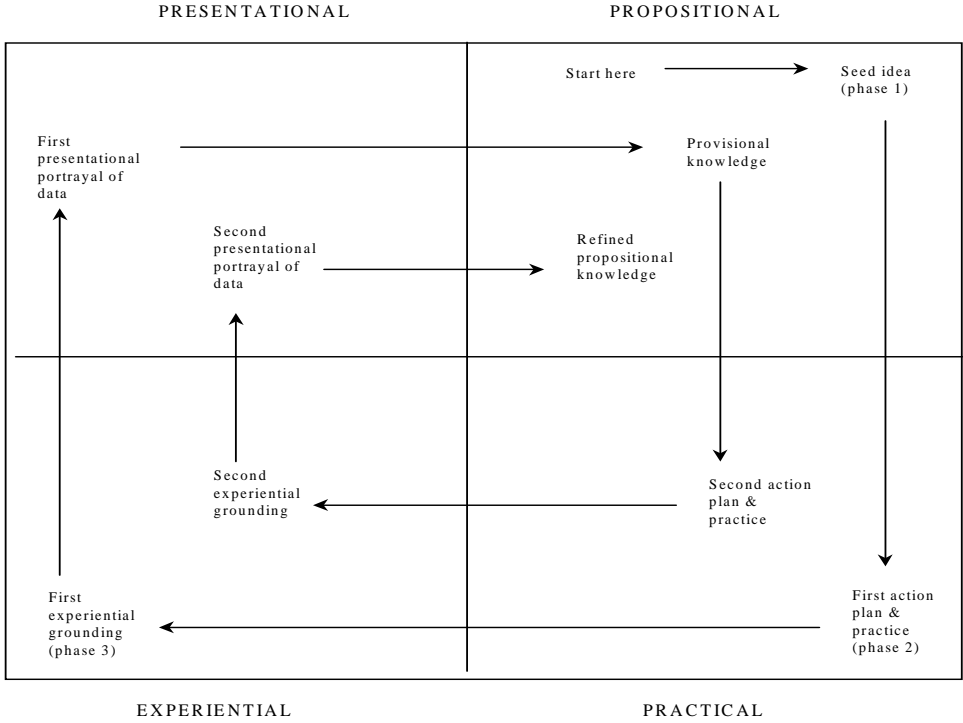 PRESENTATIONAL
PROPOSITIONAL
Start here
Seed idea
(phase 1)
First
presentational
portrayal of
data
Provisional
knowledge
Second
presentational
portrayal of
data
Refined
propositional
knowledge
Second
experiential
grounding
Second action
plan &
practice
First
experiential
grounding
(phase 3)
First action
plan &
practice
(phase 2)
EXPERIENTIAL
PRACTICAL